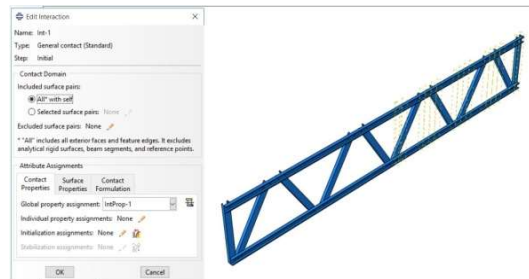 Edit Interaction
Name: Int-1
Type: General contact (Standard)
Step: Initial
Contact Domain
Included surface pairs:
All* with self
Selected surface pairs: None
Excluded surface pairs: None
* "All" includes all exterior faces and feature edges. It excludes
analytical rigid surfaces, beam segments, and reference points.
Attribute Assignments
Contact Properties
Surface Properties
Contact Formulation
Global property assignment: IntProp-1
Individual property assignments: None
Initialization assignments: None
Stabilization assignments: None
OK
Cancel